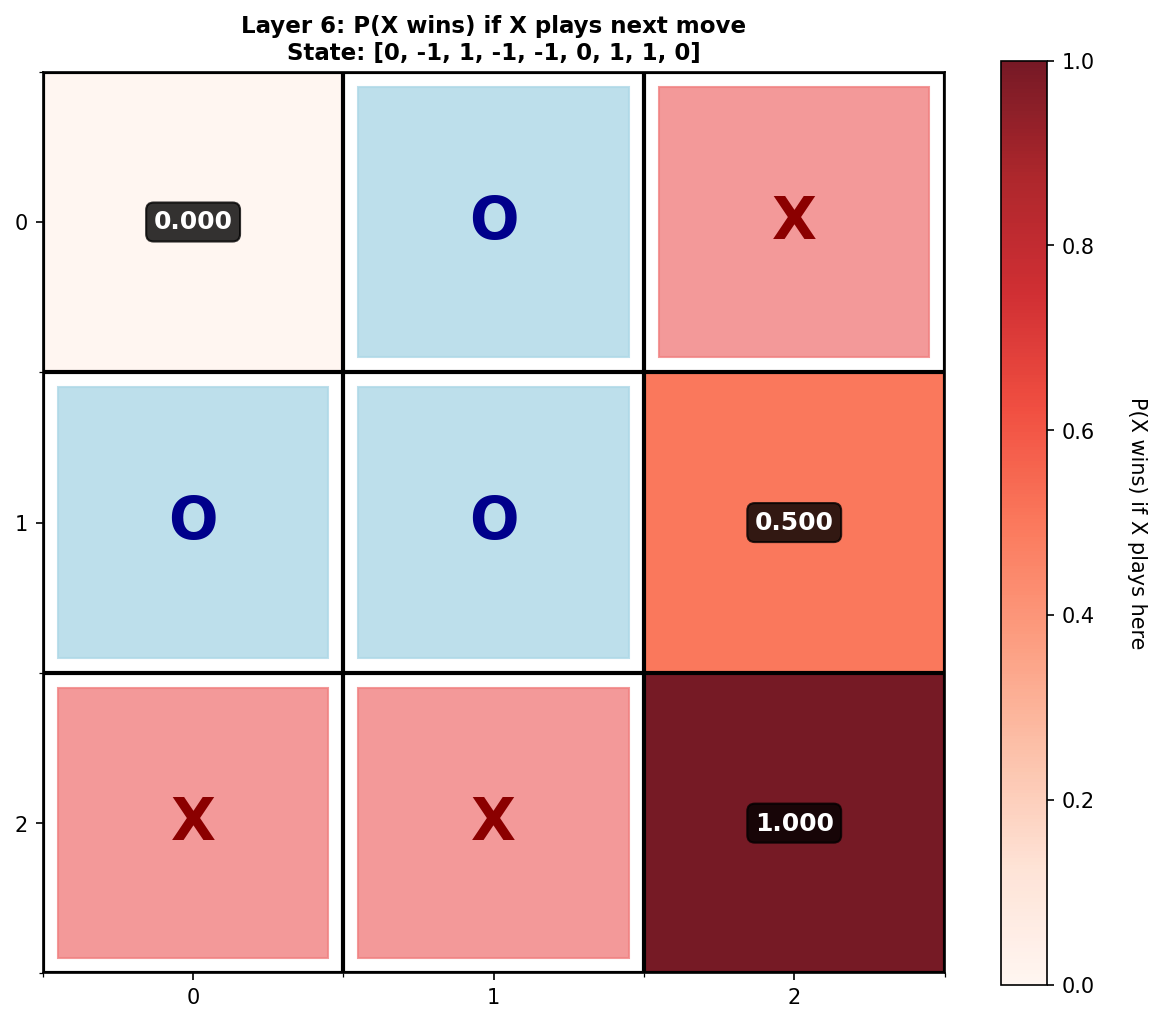 Layer 6: P(X wins) if X plays next move
State: [0, -1, 1, -1, -1, 0, 1, 1, 0]
0
0.000
O
X
1
O
O
0.500
2
X
X
1.000
0
1
2
1.0
0.8
0.6
0.4
0.2
0.0
P(X wins) if X plays here